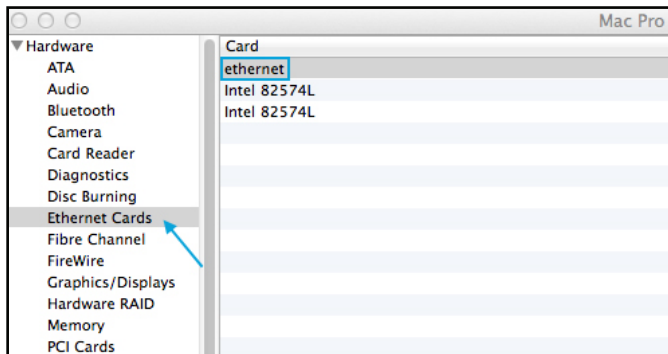 Mac Pro
Hardware
ATA
Audio
Bluetooth
Camera
Card Reader
Diagnostics
Disc Burning
Ethernet Cards
Fibre Channel
FireWire
Graphics/Displays
Hardware RAID
Memory
PCI Cards
Card
ethernet
Intel 82574L
Intel 82574L